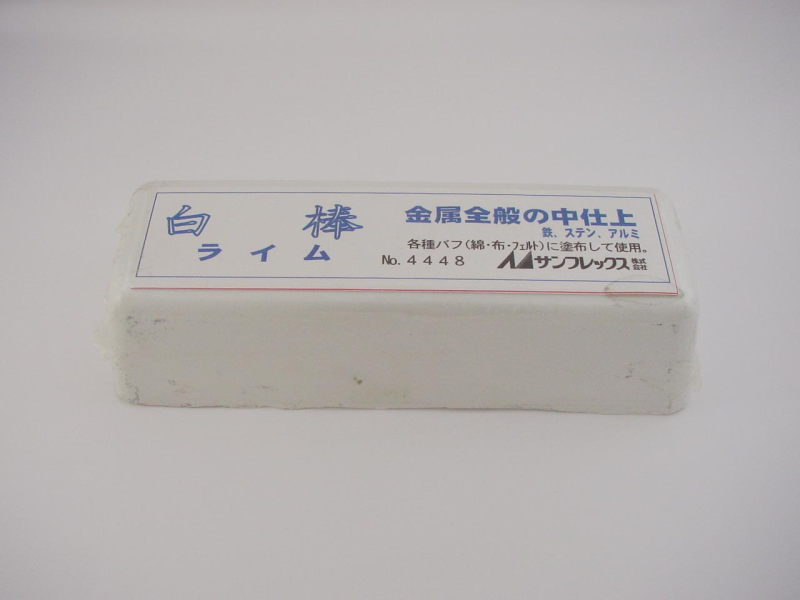 白棒
ライム
金属全般の中仕上
鉄、ステン、アルミ
各種バフ(綿・布・フェルト)に塗布して使用。
No.4448 サンフレックス株式会社